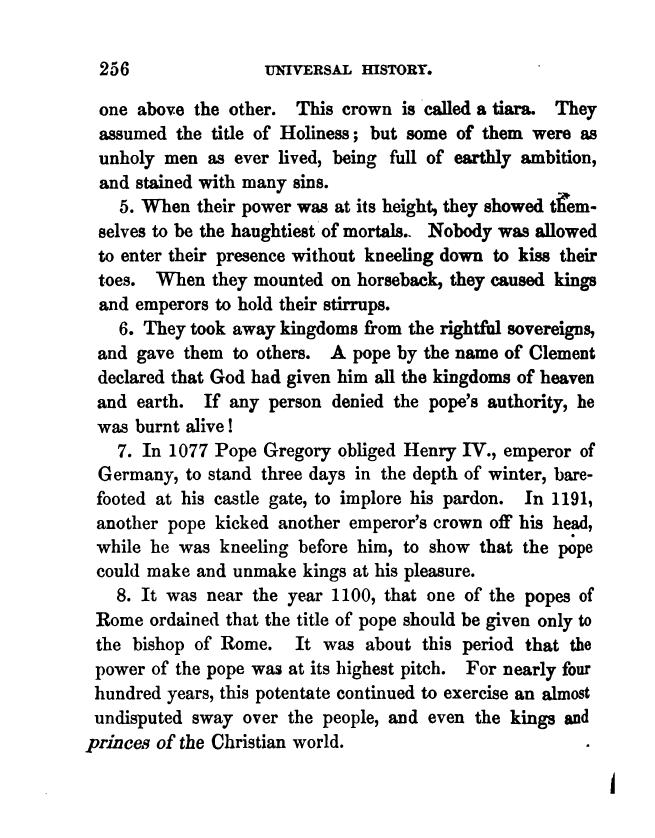 256 UNIVERSAL HISTORY.
one above the other. This crown is called a tiara. They
assumed the title of Holiness; but some of them were as
unholy men as ever lived, being full of earthly ambition,
and stained with many sins.
5. When their power was at its height, they showed them-
selves to be the haughtiest of mortals. Nobody was allowed
to enter their presence without kneeling down to kiss their
toes. When they mounted on horseback, they caused kings
and emperors to hold their stirrups.
6. They took away kingdoms from the rightful sovereigns,
and gave them to others. A pope by the name of Clement
declared that God had given him all the kingdoms of heaven
and earth. If any person denied the pope's authority, he
was burnt alive!
7. In 1077 Pope Gregory obliged Henry IV., emperor of
Germany, to stand three days in the depth of winter, bare-
footed at his castle gate, to implore his pardon. In 1191,
another pope kicked another emperor's crown off his head,
while he was kneeling before him, to show that the pope
could make and unmake kings at his pleasure.
8. It was near the year 1100, that one of the popes of
Rome ordained that the title of pope should be given only to
the bishop of Rome. It was about this period that the
power of the pope was at its highest pitch. For nearly four
hundred years, this potentate continued to exercise an almost
undisputed sway over the people, and even the kings and
princes of the Christian world.